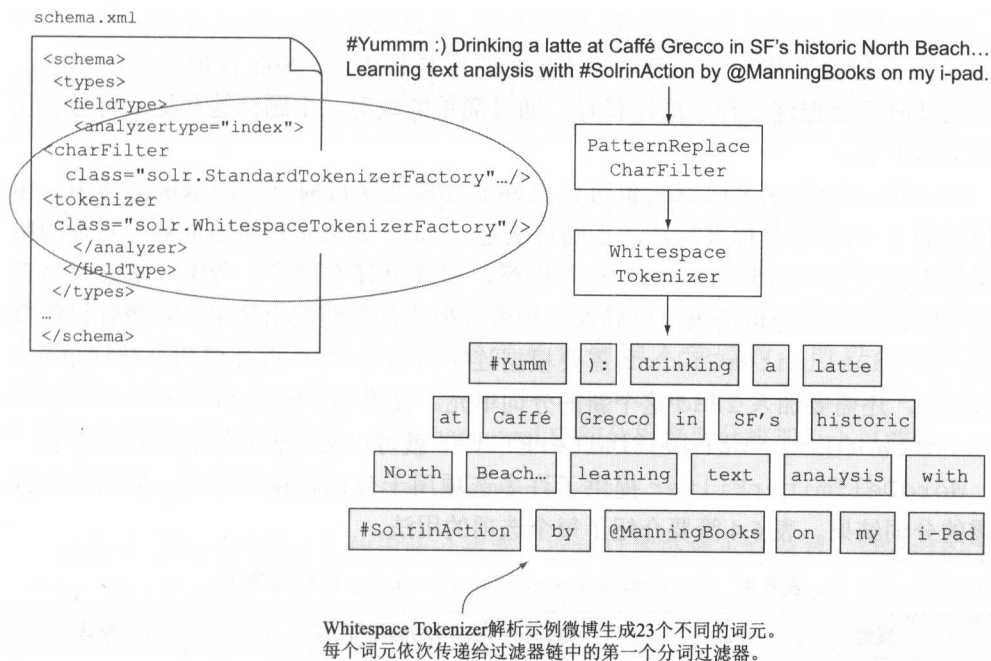 schema.xml
<schema>
<types>
<fieldType>
<analyzertype="index">
<charFilter
class="solr.StandardTokenizerFactory"…/>
<tokenizer
class="solr.WhitespaceTokenizerFactory"/>
</analyzer>
</fieldType>
</types>
</schema>
#Yummm :) Drinking a latte at Caffé Grecco in SF's historic North Beach…
Learning text analysis with #SolrinAction by @ManningBooks on my i-pad.
PatternReplace
CharFilter
Whitespace
Tokenizer
#Yumm ): drinking a latte
at Caffé Grecco in SF's historic
North Beach… learning text analysis with
#SolrinAction by @ManningBooks on my i-Pad
Whitespace Tokenizer解析示例微博生成23个不同的词元。
每个词元依次传递给过滤器链中的第一个分词过滤器。